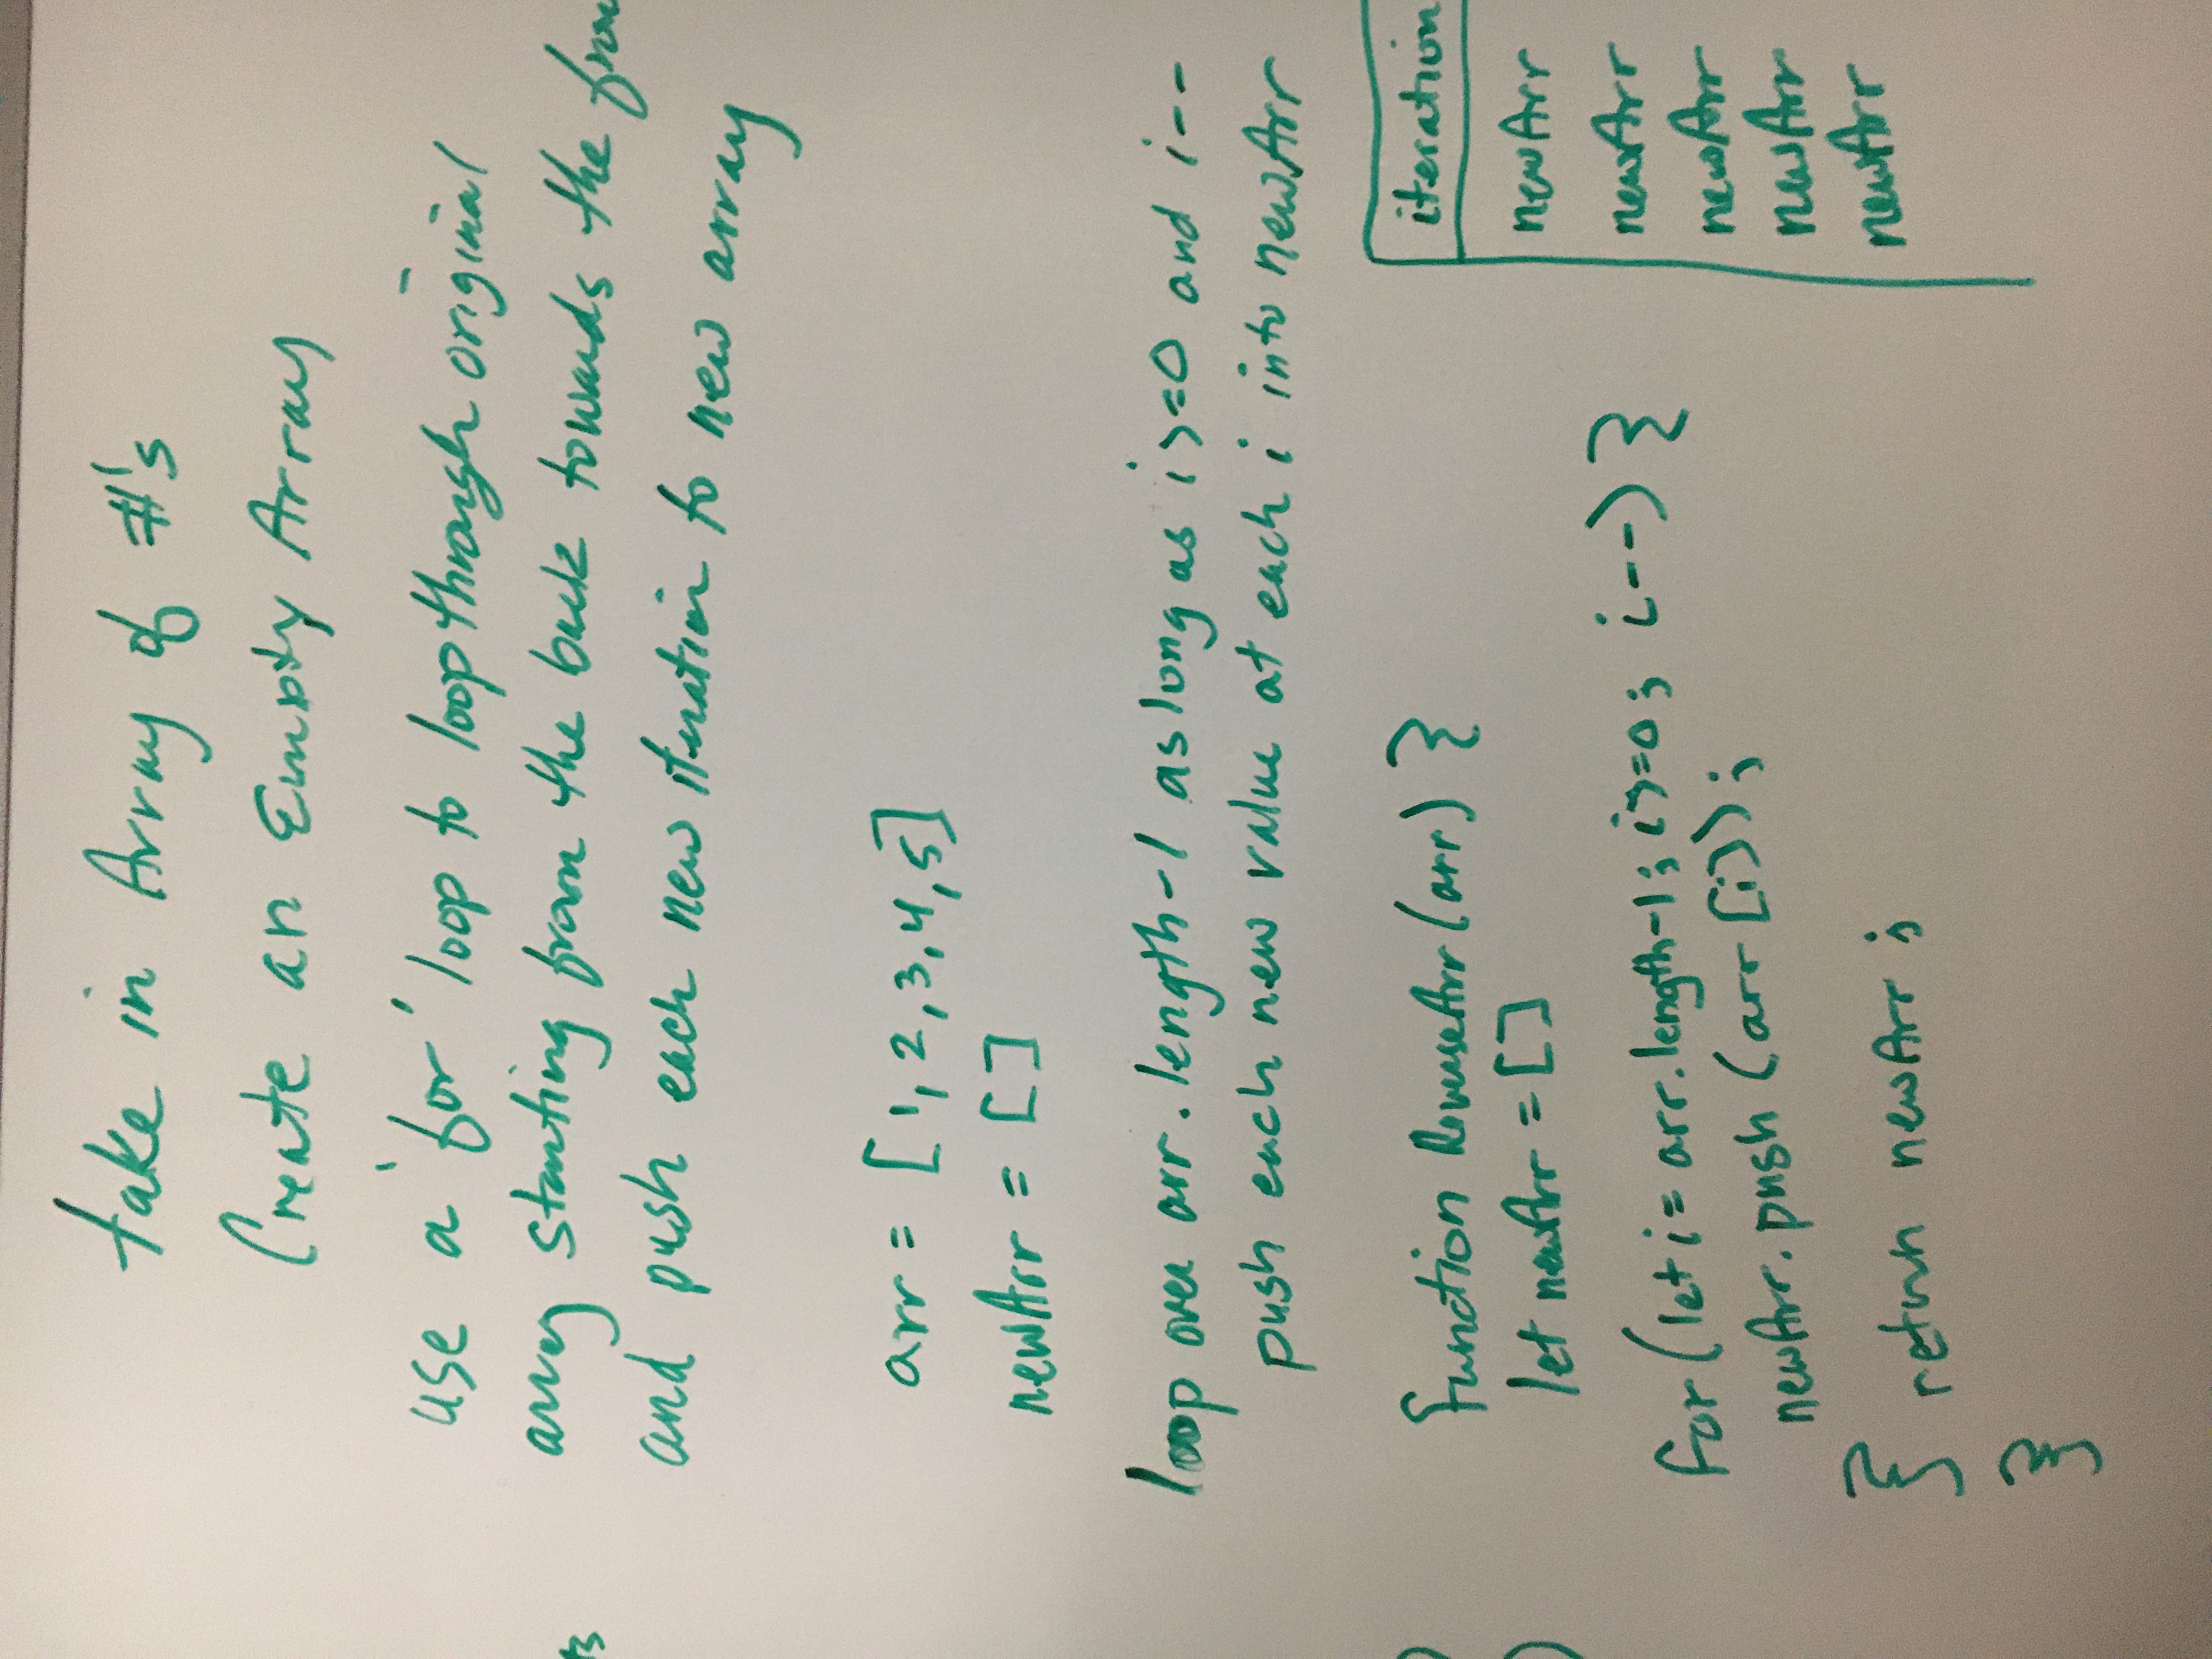 take in Array of #'s
Create an Empty Array
use a 'for' loop to loop through original
array starting from the back towards the
and push each new iteration to new array
arr = [1,2,3,4,5]
newArr = []
loop over arr.length-1 as long as i>=0 and i--
push each new value at each i into newArr
function ReverseArr(arr) }
let newArr = []
for(let i = arr.length-1; i>=0; i--) }
newArr.push(arr[i]);
} return newArr;
}
iteration
newArr
newArr
newArr
newArr
newArr